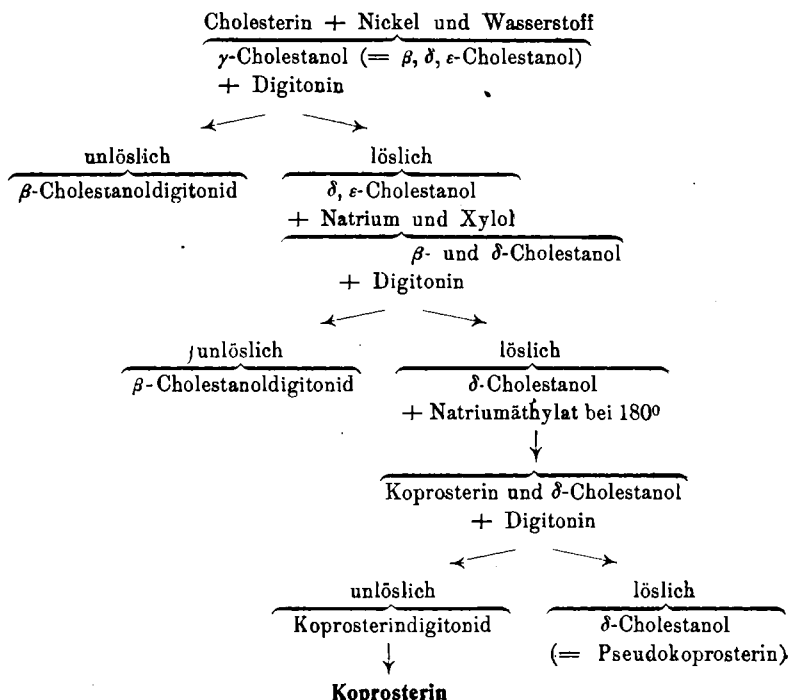 Cholesterin + Nickel und Wasserstoff
γ-Cholestanol (= β, δ, ε-Cholestanol)
+ Digitonin
unlöslich
β-Cholestanoldigitonid
löslich
δ, ε-Cholestanol
+ Natrium und Xylol
β- und δ-Cholestanol
+ Digitonin
unlöslich
β-Cholestanoldigitonid
löslich
δ-Cholestanol
+ Natriumäthylat bei 180⁰
Koprosterin und δ-Cholestanol
+ Digitonin
unlöslich
Koprosterindigitonid
Koprosterin
löslich
δ-Cholestanol
(= Pseudokoprosterin)